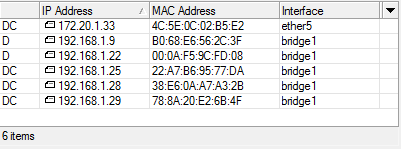 IP Address MAC Address Interface
DC 172.20.1.33 4C:5E:0C:02:B5:E2 ether5
D 192.168.1.9 B0:68:E6:56:2C:3F bridge1
D 192.168.1.22 00:0A:F5:9C:FD:08 bridge1
DC 192.168.1.25 22:A7:B6:95:77:DA bridge1
DC 192.168.1.28 38:E6:0A:A7:A3:2B bridge1
DC 192.168.1.29 78:8A:20:E2:6B:4F bridge1
6 items